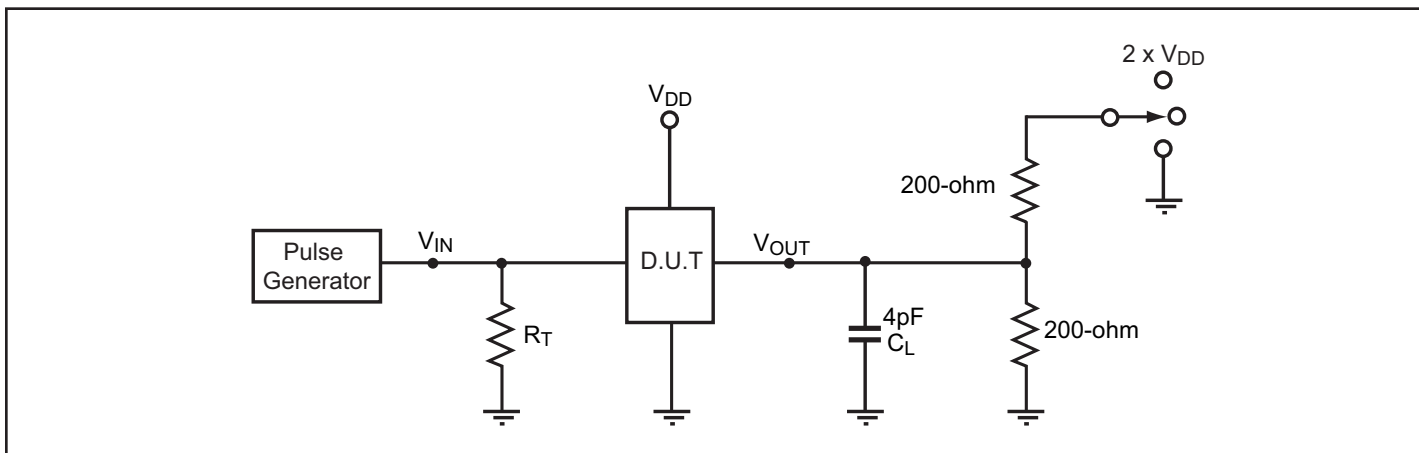 2 x VDD
VDD
200-ohm
Pulse
Generator
VIN
D.U.T
VOUT
RT
4pF
CL
200-ohm